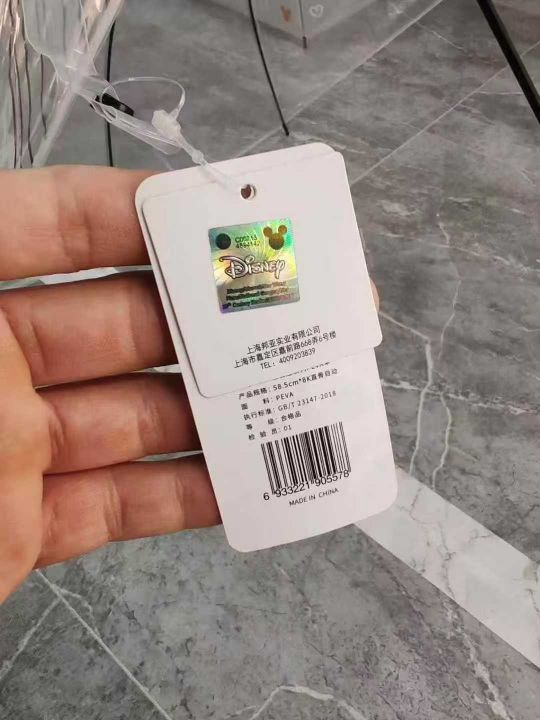 Disney
上海邦亚实业有限公司
上海市嘉定区嘉前路668弄6号楼
TEL: 4009203839
产品规格: 58.5cm*8K直骨自动
面 料: PEVA
执行标准: GB/T 23147-2018
等 级: 合格品
检 验 员: 01
6 933221 905578
MADE IN CHINA